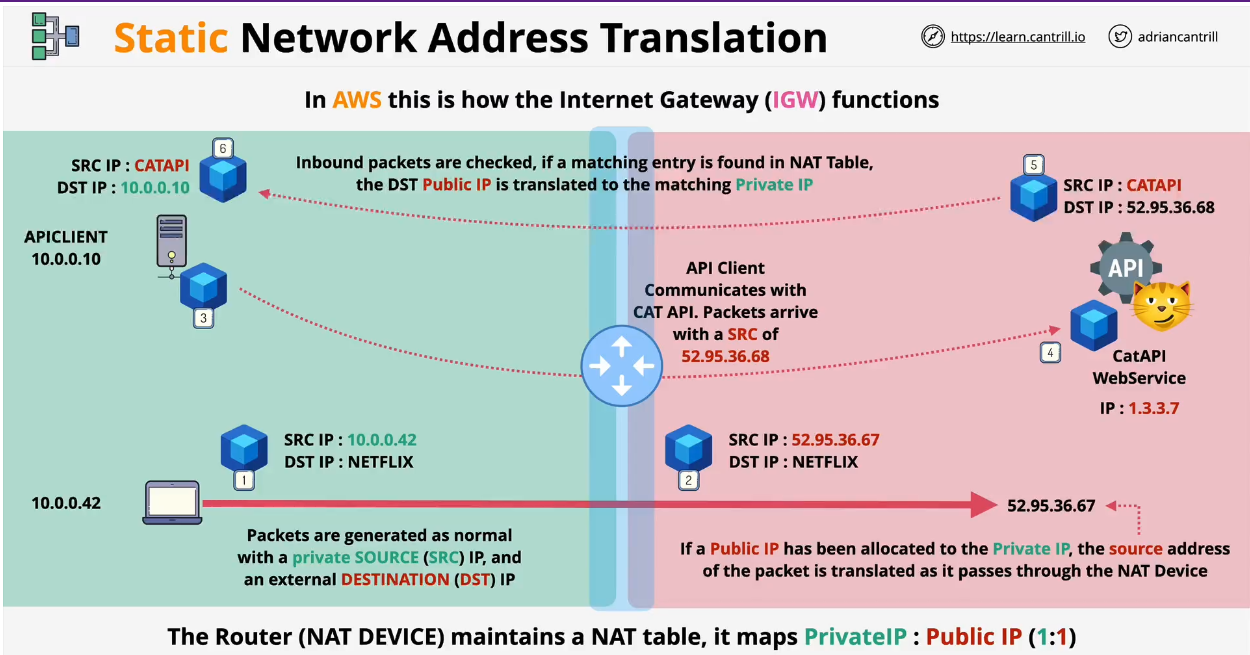 Static Network Address Translation
https://learn.cantrill.io
adriancantrill
In AWS this is how the Internet Gateway (IGW) functions
6
SRC IP : CATAPI
DST IP : 10.0.0.10
Inbound packets are checked, if a matching entry is found in NAT Table,
the DST Public IP is translated to the matching Private IP
5
SRC IP : CATAPI
DST IP : 52.95.36.68
APICLIENT
10.0.0.10
3
API Client
Communicates with
CAT API. Packets arrive
with a SRC of
52.95.36.68
API
4
CatAPI
WebService
IP : 1.3.3.7
SRC IP : 10.0.0.42
DST IP : NETFLIX
1
SRC IP : 52.95.36.67
DST IP : NETFLIX
2
10.0.0.42
52.95.36.67
Packets are generated as normal
with a private SOURCE (SRC) IP, and
an external DESTINATION (DST) IP
If a Public IP has been allocated to the Private IP, the source address
of the packet is translated as it passes through the NAT Device
The Router (NAT DEVICE) maintains a NAT table, it maps PrivateIP : Public IP (1:1)